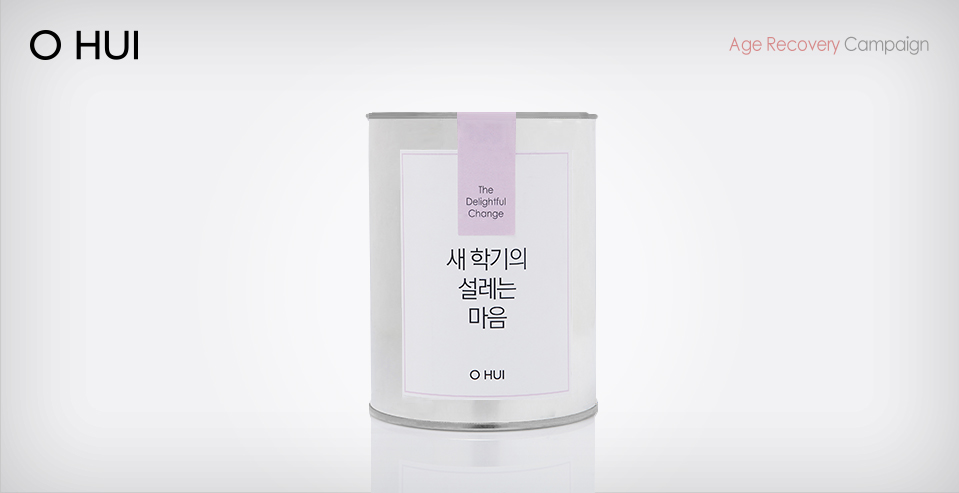 O HUI
Age Recovery Campaign
The
Delightful
Change
새 학기의
설레는
마음
O HUI